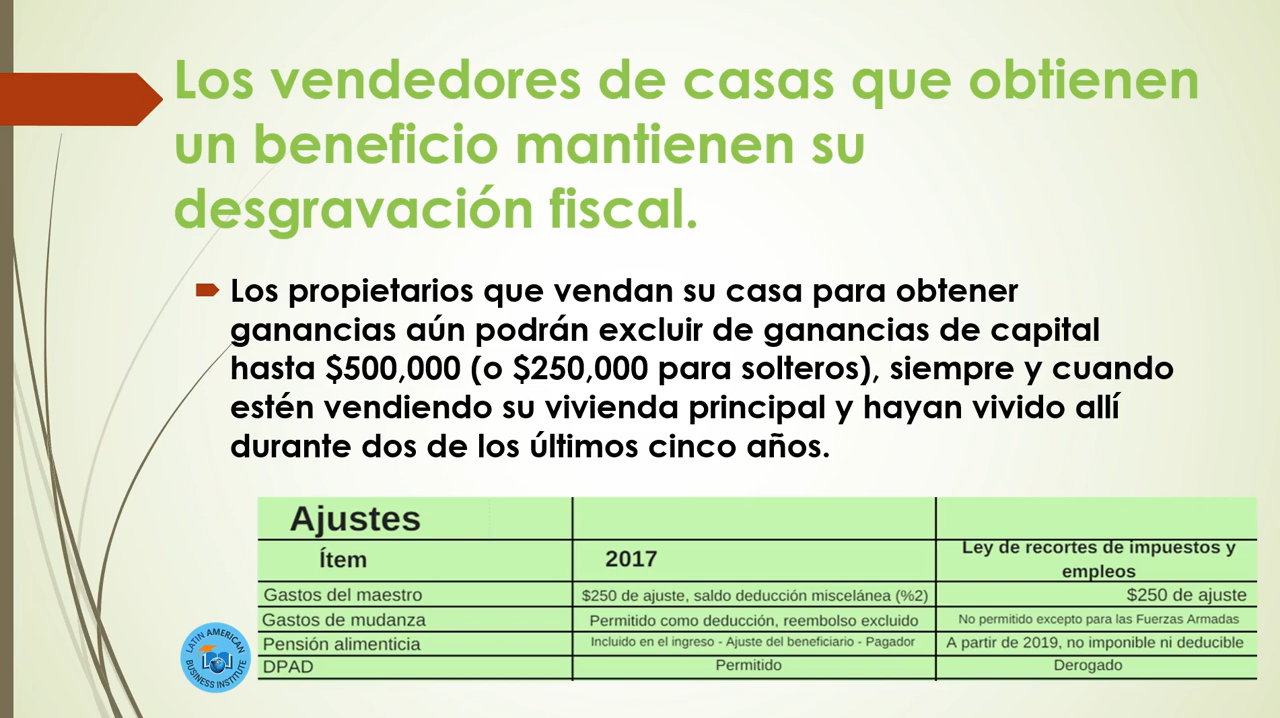 Los vendedores de casas que obtienen
un beneficio mantienen su
desgravación fiscal.
Los propietarios que vendan su casa para obtener
ganancias aún podrán excluir de ganancias de capital
hasta $500,000 (o $250,000 para solteros), siempre y cuando
estén vendiendo su vivienda principal y hayan vivido allí
durante dos de los últimos cinco años.
Ajustes
Ítem
2017
Ley de recortes de impuestos y
empleos
Gastos del maestro
$250 de ajuste, saldo deducción miscelánea (%2)
$250 de ajuste
Gastos de mudanza
Permitido como deducción, reembolso excluido
No permitido excepto para las Fuerzas Armadas
Pensión alimenticia
Incluido en el ingreso - Ajuste del beneficiario - Pagador
A partir de 2019, no imponible ni deducible
DPAD
Permitido
Derogado
LATIN AMERICAN
BUSINESS INSTITUTE